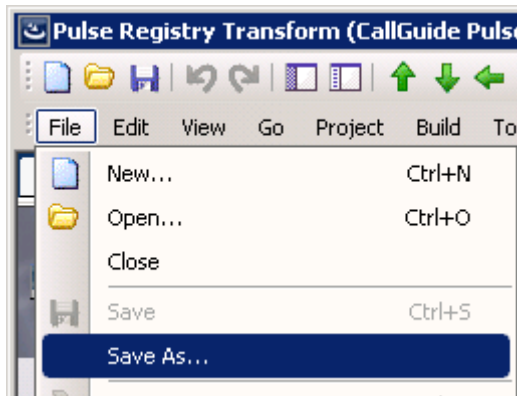 Pulse Registry Transform (CallGuide Pulse
File Edit View Go Project Build To
New... Ctrl+N
Open... Ctrl+O
Close
Save Ctrl+S
Save As...